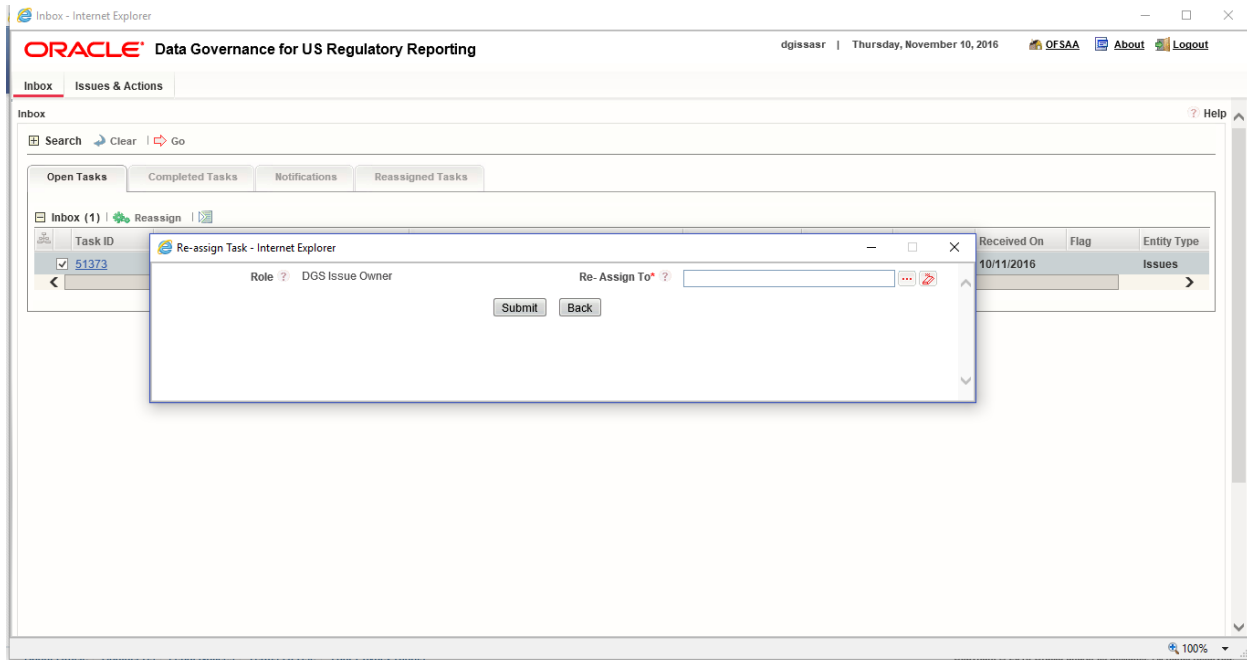 Inbox - Internet Explorer
ORACLE Data Governance for US Regulatory Reporting dgissasr | Thursday, November 10, 2016 OFSAA About Logout
Inbox Issues & Actions
Inbox ? Help
Search Clear | Go
Open Tasks Completed Tasks Notifications Reassigned Tasks
Inbox (1) | Reassign |
Task ID Received On Flag Entity Type
51373 10/11/2016 Issues
Re-assign Task - Internet Explorer
Role ? DGS Issue Owner Re- Assign To* ?
Submit Back
100%